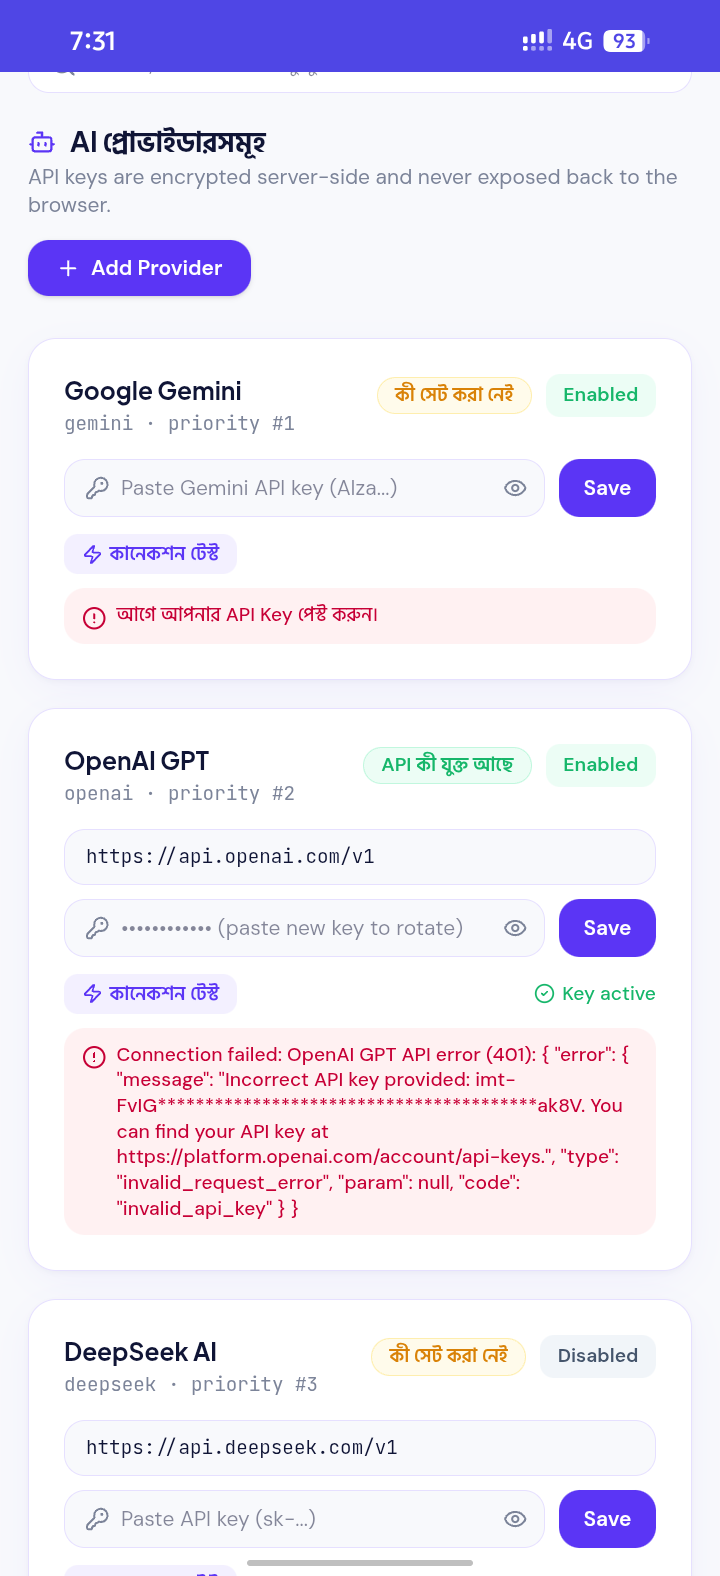 7:31
4G
93
AI প্রোভাইডারসমূহ
API keys are encrypted server-side and never exposed back to the
browser.
+ Add Provider
Google Gemini
কী সেট করা নেই
Enabled
gemini · priority #1
Paste Gemini API key (AIza...)
Save
কানেকশন টেস্ট
আগে আপনার API Key পেস্ট করুন।
OpenAI GPT
API কী যুক্ত আছে
Enabled
openai · priority #2
https://api.openai.com/v1
•••••••••••• (paste new key to rotate)
Save
কানেকশন টেস্ট
Key active
Connection failed: OpenAI GPT API error (401): { "error": {
"message": "Incorrect API key provided: imt-
FvIG****************************************ak8V. You
can find your API key at
https://platform.openai.com/account/api-keys.", "type":
"invalid_request_error", "param": null, "code":
"invalid_api_key" } }
DeepSeek AI
কী সেট করা নেই
Disabled
deepseek · priority #3
https://api.deepseek.com/v1
Paste API key (sk-...)
Save